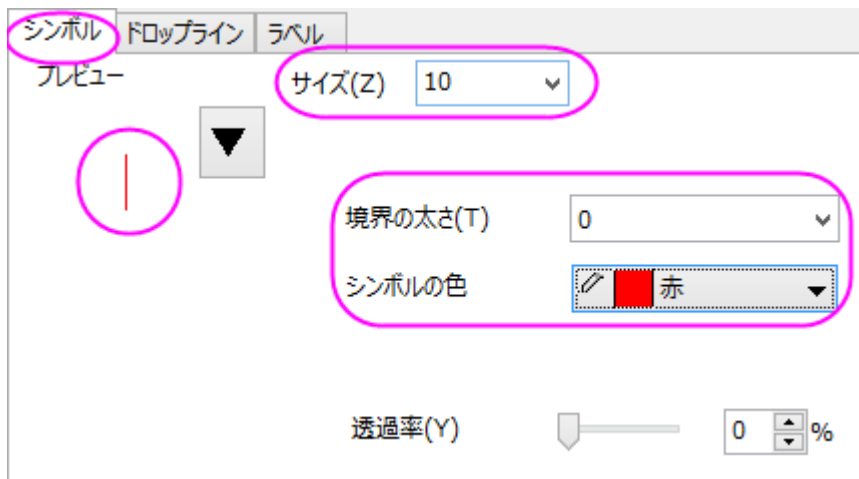 シンボル ドロップライン ラベル
プレビュー サイズ(Z) 10
境界の太さ(T) 0
シンボルの色 赤
透過率(Y) 0 %